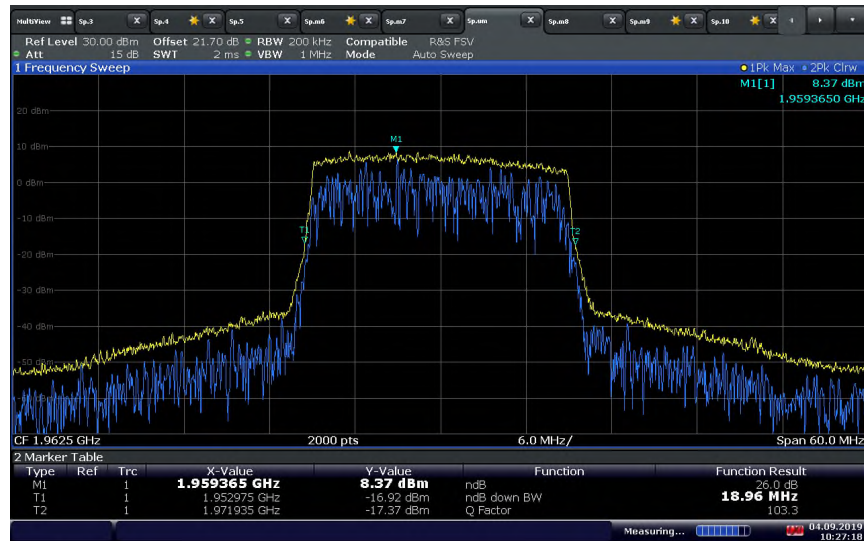 MultiView Sp.3 X Sp.4 X Sp.5 X Sp.m6 X Sp.m7 X Sp.um X Sp.m8 X Sp.m9 X Sp.10 X
Ref Level 30.00 dBm Offset 21.70 dB RBW 200 kHz Compatible R&S FSV
Att 15 dB SWT 2 ms VBW 1 MHz Mode Auto Sweep
1 Frequency Sweep 1Pk Max 2Pk Clrw
M1[1] 8.37 dBm
1.9593650 GHz
20 dBm
10 dBm
M1
0 dBm
-10 dBm
T1 T2
-20 dBm
-30 dBm
-40 dBm
-50 dBm
CF 1.9625 GHz 2000 pts 6.0 MHz/ Span 60.0 MHz
2 Marker Table
Type Ref Trc X-Value Y-Value Function Function Result
M1 1 1.959365 GHz 8.37 dBm ndB 26.0 dB
T1 1 1.952975 GHz -16.92 dBm ndB down BW 18.96 MHz
T2 1 1.971935 GHz -17.37 dBm Q Factor 103.3
Measuring... 04.09.2019
10:27:18